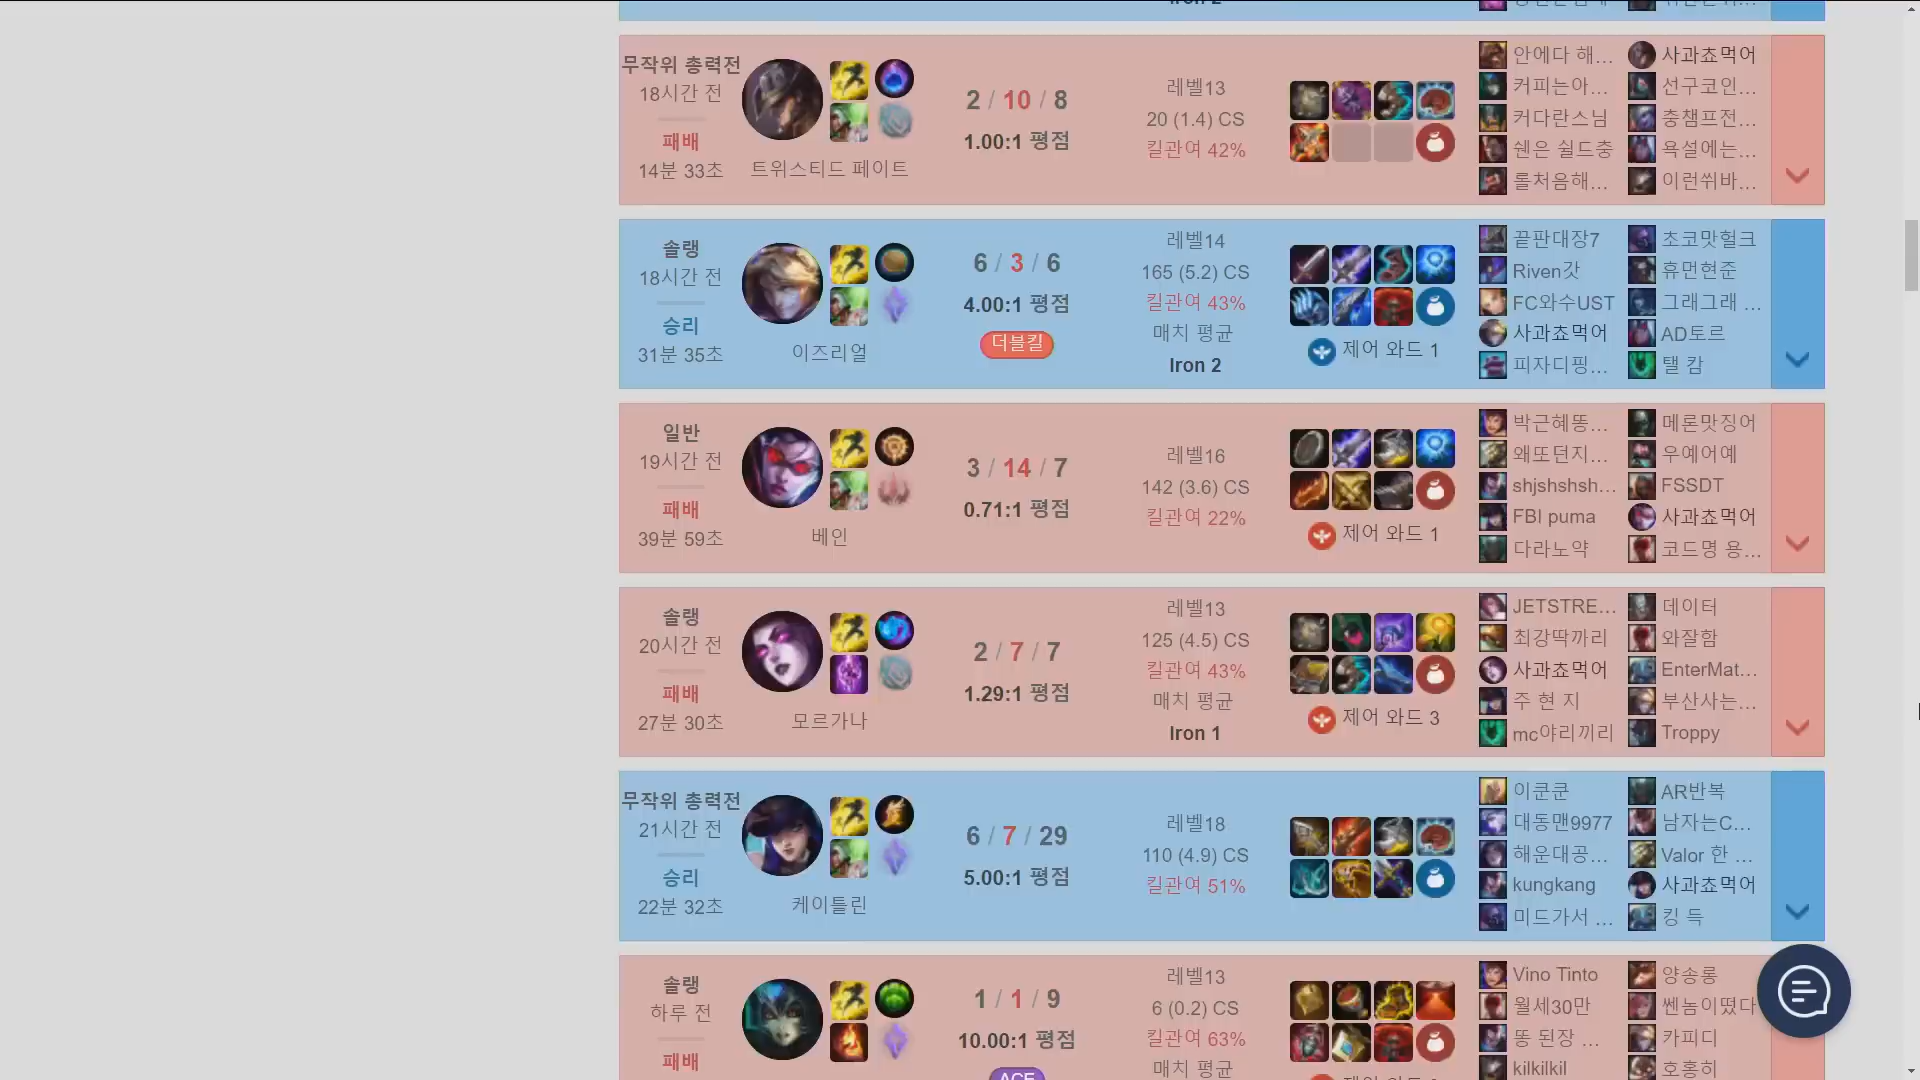 무작위 총력전
18시간 전
패배
14분 33초
트위스티드 페이트
2 / 10 / 8
1.00:1 평점
레벨13
20 (1.4) CS
킬관여 42%
안에다 해...
커피는아...
커다란스님
쉔은 쉴드충
롤처음해...
사과쵸먹어
선구코인...
충챔프전...
욕설에는...
이런쒸바...
솔랭
18시간 전
승리
31분 35초
이즈리얼
6 / 3 / 6
4.00:1 평점
더블킬
레벨14
165 (5.2) CS
킬관여 43%
매치 평균
Iron 2
제어 와드 1
끝판대장7
Riven갓
FC와수UST
사과쵸먹어
피자디핑...
초코맛헐크
휴먼현준
그래그래 ...
AD토르
탤 캄
일반
19시간 전
패배
39분 59초
베인
3 / 14 / 7
0.71:1 평점
레벨16
142 (3.6) CS
킬관여 22%
제어 와드 1
박근혜똥...
왜또던지...
shjshshsh...
FBI puma
다라노약
메론맛징어
우예어예
FSSDT
사과쵸먹어
코드명 용...
솔랭
20시간 전
패배
27분 30초
모르가나
2 / 7 / 7
1.29:1 평점
레벨13
125 (4.5) CS
킬관여 43%
매치 평균
Iron 1
제어 와드 3
JETSTRE...
최강딱까리
사과쵸먹어
주 현 지
mc야리끼리
데이터
와잘함
EnterMat...
부산사는...
Troppy
무작위 총력전
21시간 전
승리
22분 32초
케이틀린
6 / 7 / 29
5.00:1 평점
레벨18
110 (4.9) CS
킬관여 51%
이쿤쿤
대동맨9977
해운대공...
kungkang
미드가서 ...
AR반복
남자는C...
Valor 한 ...
사과쵸먹어
킹 득
솔랭
하루 전
패배
1 / 1 / 9
10.00:1 평점
ACE
레벨13
6 (0.2) CS
킬관여 63%
매치 평균
Vino Tinto
월세30만
똥 된장 ...
kilkilkil
양송롱
쎈놈이떴다
카피디
호홍히